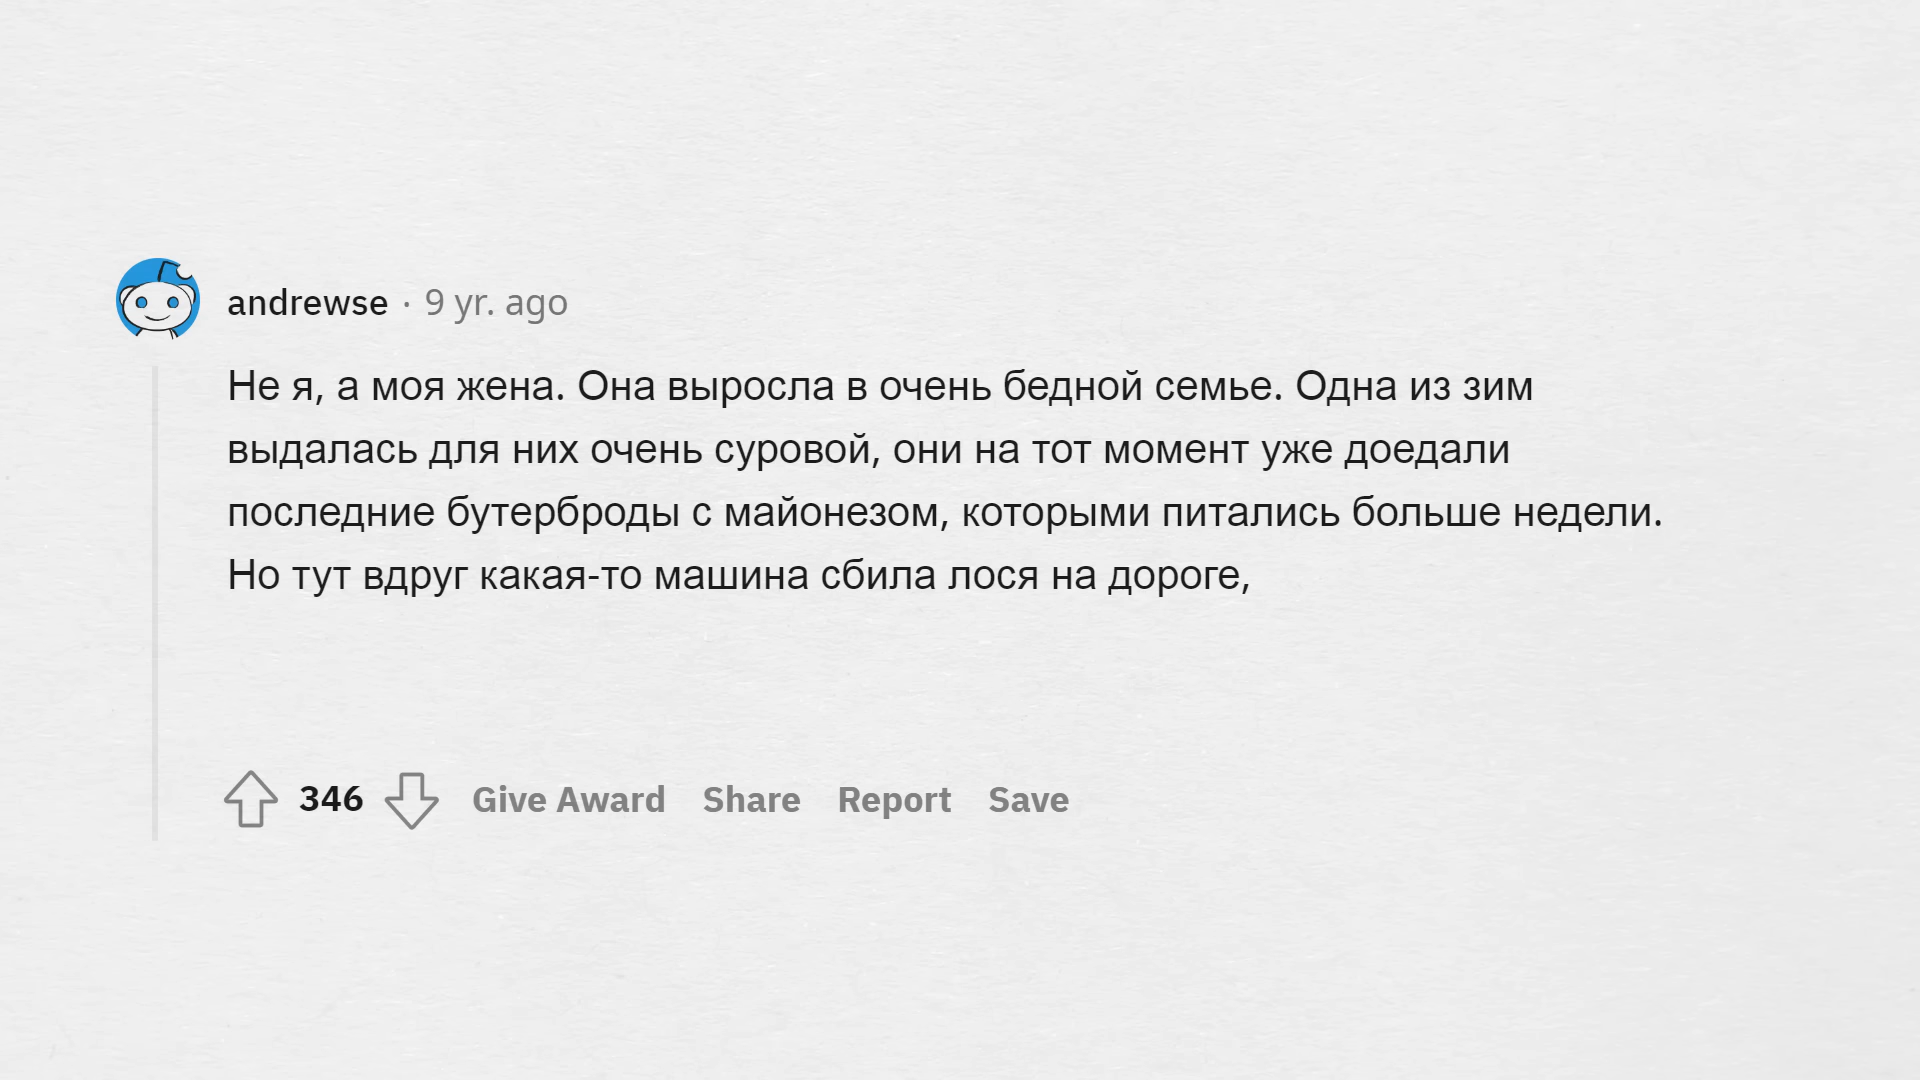 andrewse · 9 yr. ago
Не я, а моя жена. Она выросла в очень бедной семье. Одна из зим
выдалась для них очень суровой, они на тот момент уже доедали
последние бутерброды с майонезом, которыми питались больше недели.
Но тут вдруг какая-то машина сбила лося на дороге,
346 Give Award Share Report Save